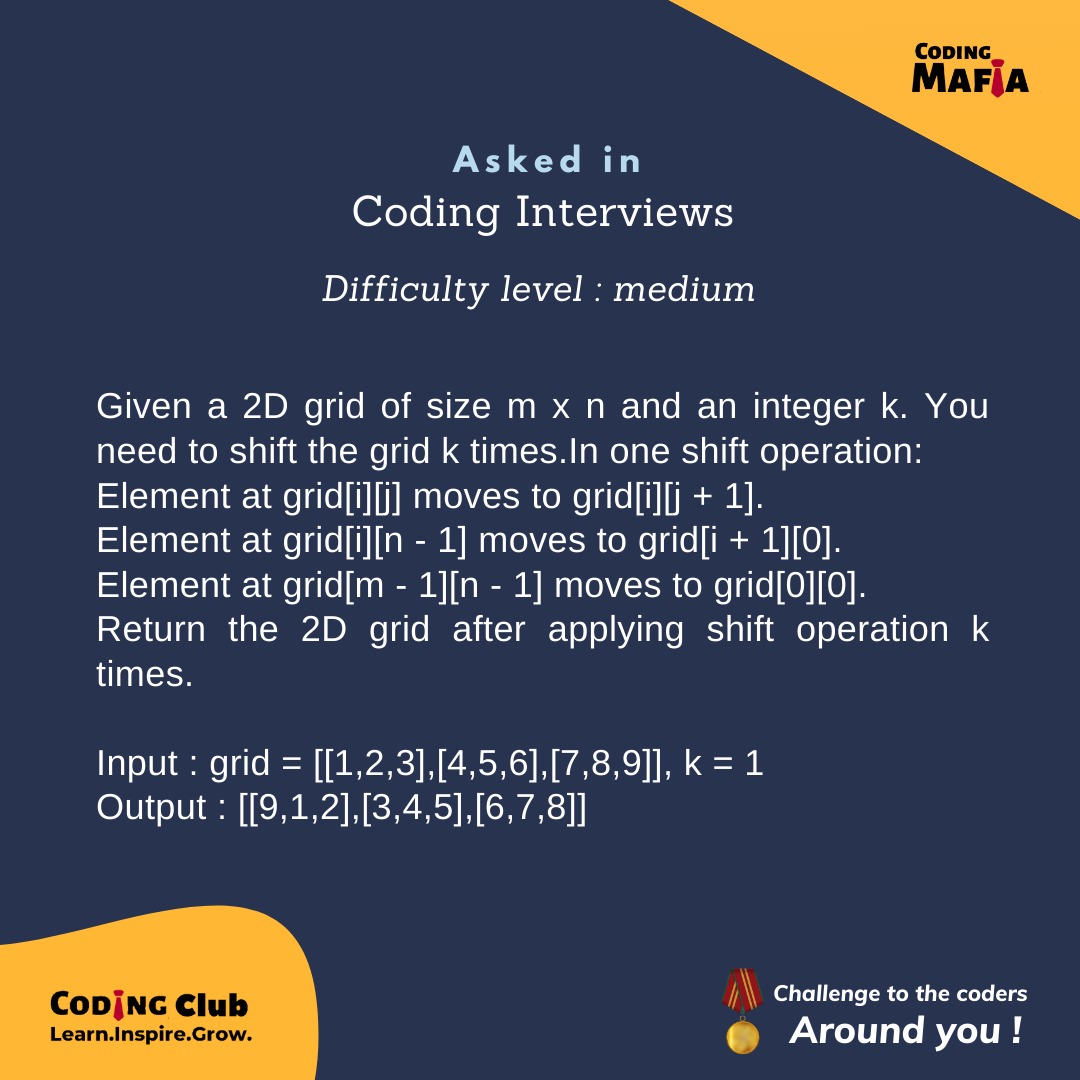 CODING
MAFIA
Asked in
Coding Interviews
Difficulty level : medium
Given a 2D grid of size m x n and an integer k. You
need to shift the grid k times.In one shift operation:
Element at grid[i][j] moves to grid[i][j + 1].
Element at grid[i][n - 1] moves to grid[i + 1][0].
Element at grid[m - 1][n - 1] moves to grid[0][0].
Return the 2D grid after applying shift operation k
times.
Input : grid = [[1,2,3],[4,5,6],[7,8,9]], k = 1
Output : [[9,1,2],[3,4,5],[6,7,8]]
CODING Club
Learn.Inspire.Grow.
Challenge to the coders
Around you !